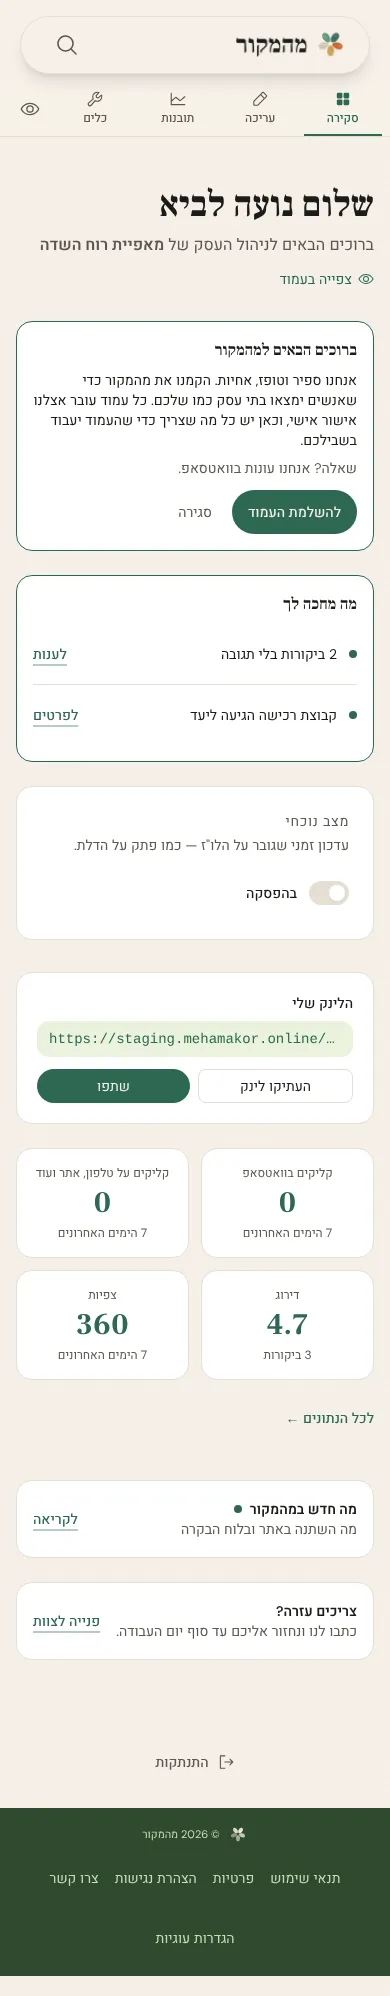 מהמקור
סקירה
עריכה
תובנות
כלים
שלום נועה לביא
ברוכים הבאים לניהול העסק של מאפיית רוח השדה
צפייה בעמוד
ברוכים הבאים למהמקור
אנחנו ספיר וטופז, אחיות. הקמנו את מהמקור כדי
שאנשים ימצאו בתי עסק כמו שלכם. כל עמוד עובר אצלנו
אישור אישי, וכאן יש כל מה שצריך כדי שהעמוד יעבוד
בשבילכם.
שאלה? אנחנו עונות בוואטסאפ.
להשלמת העמוד
סגירה
מה מחכה לך
2 ביקורות בלי תגובה
לענות
קבוצת רכישה הגיעה ליעד
לפרטים
מצב נוכחי
עדכון זמני שגובר על הלו"ז — כמו פתק על הדלת.
בהפסקה
הלינק שלי
https://staging.mehamakor.online/…
העתיקו לינק
שתפו
קליקים בוואטסאפ
0
7 הימים האחרונים
קליקים על טלפון, אתר ועוד
0
7 הימים האחרונים
דירוג
4.7
3 ביקורות
צפיות
360
7 הימים האחרונים
לכל הנתונים ←
מה חדש במהמקור
מה השתנה באתר ובלוח הבקרה
לקריאה
צריכים עזרה?
כתבו לנו ונחזור אליכם עד סוף יום העבודה.
פנייה לצוות
התנתקות
© 2026 מהמקור
תנאי שימוש
פרטיות
הצהרת נגישות
צרו קשר
הגדרות עוגיות